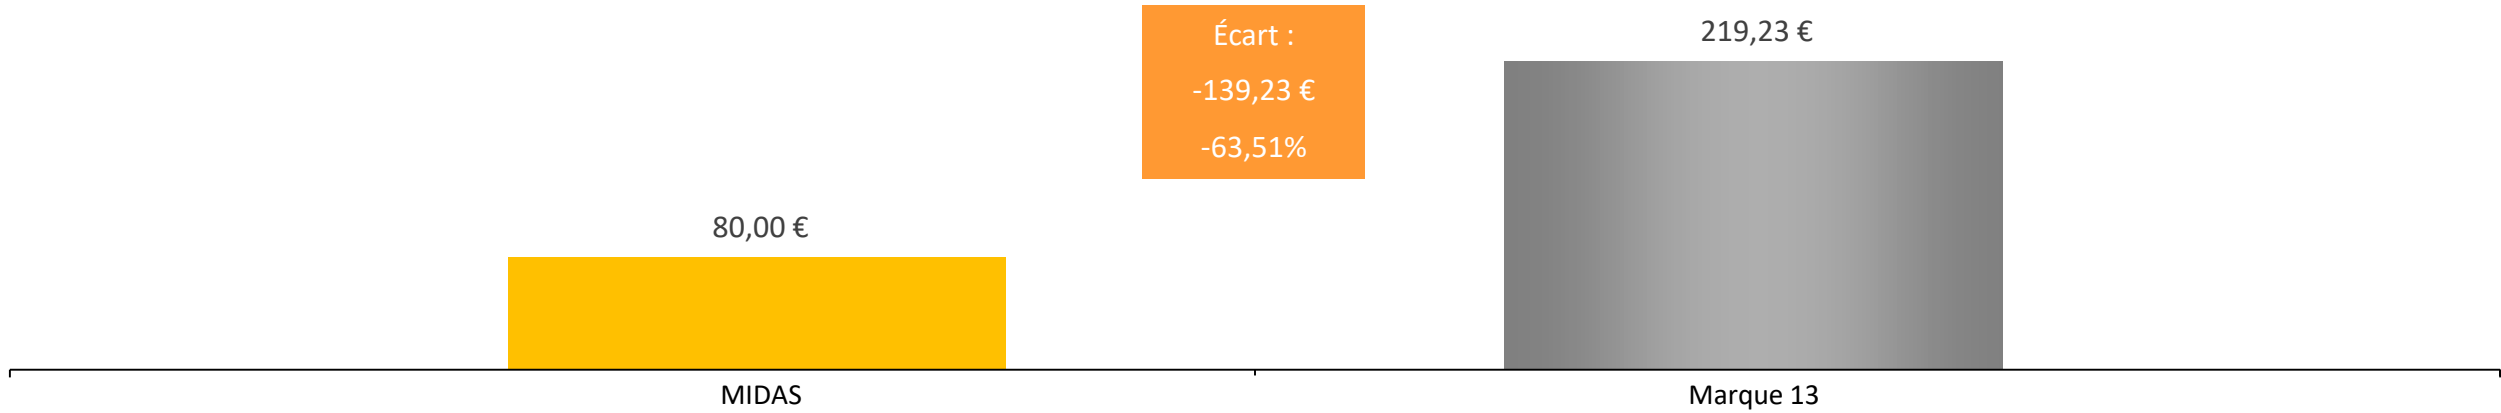 Écart :
-139,23 €
-63,51%
219,23 €
80,00 €
MIDAS
Marque 13